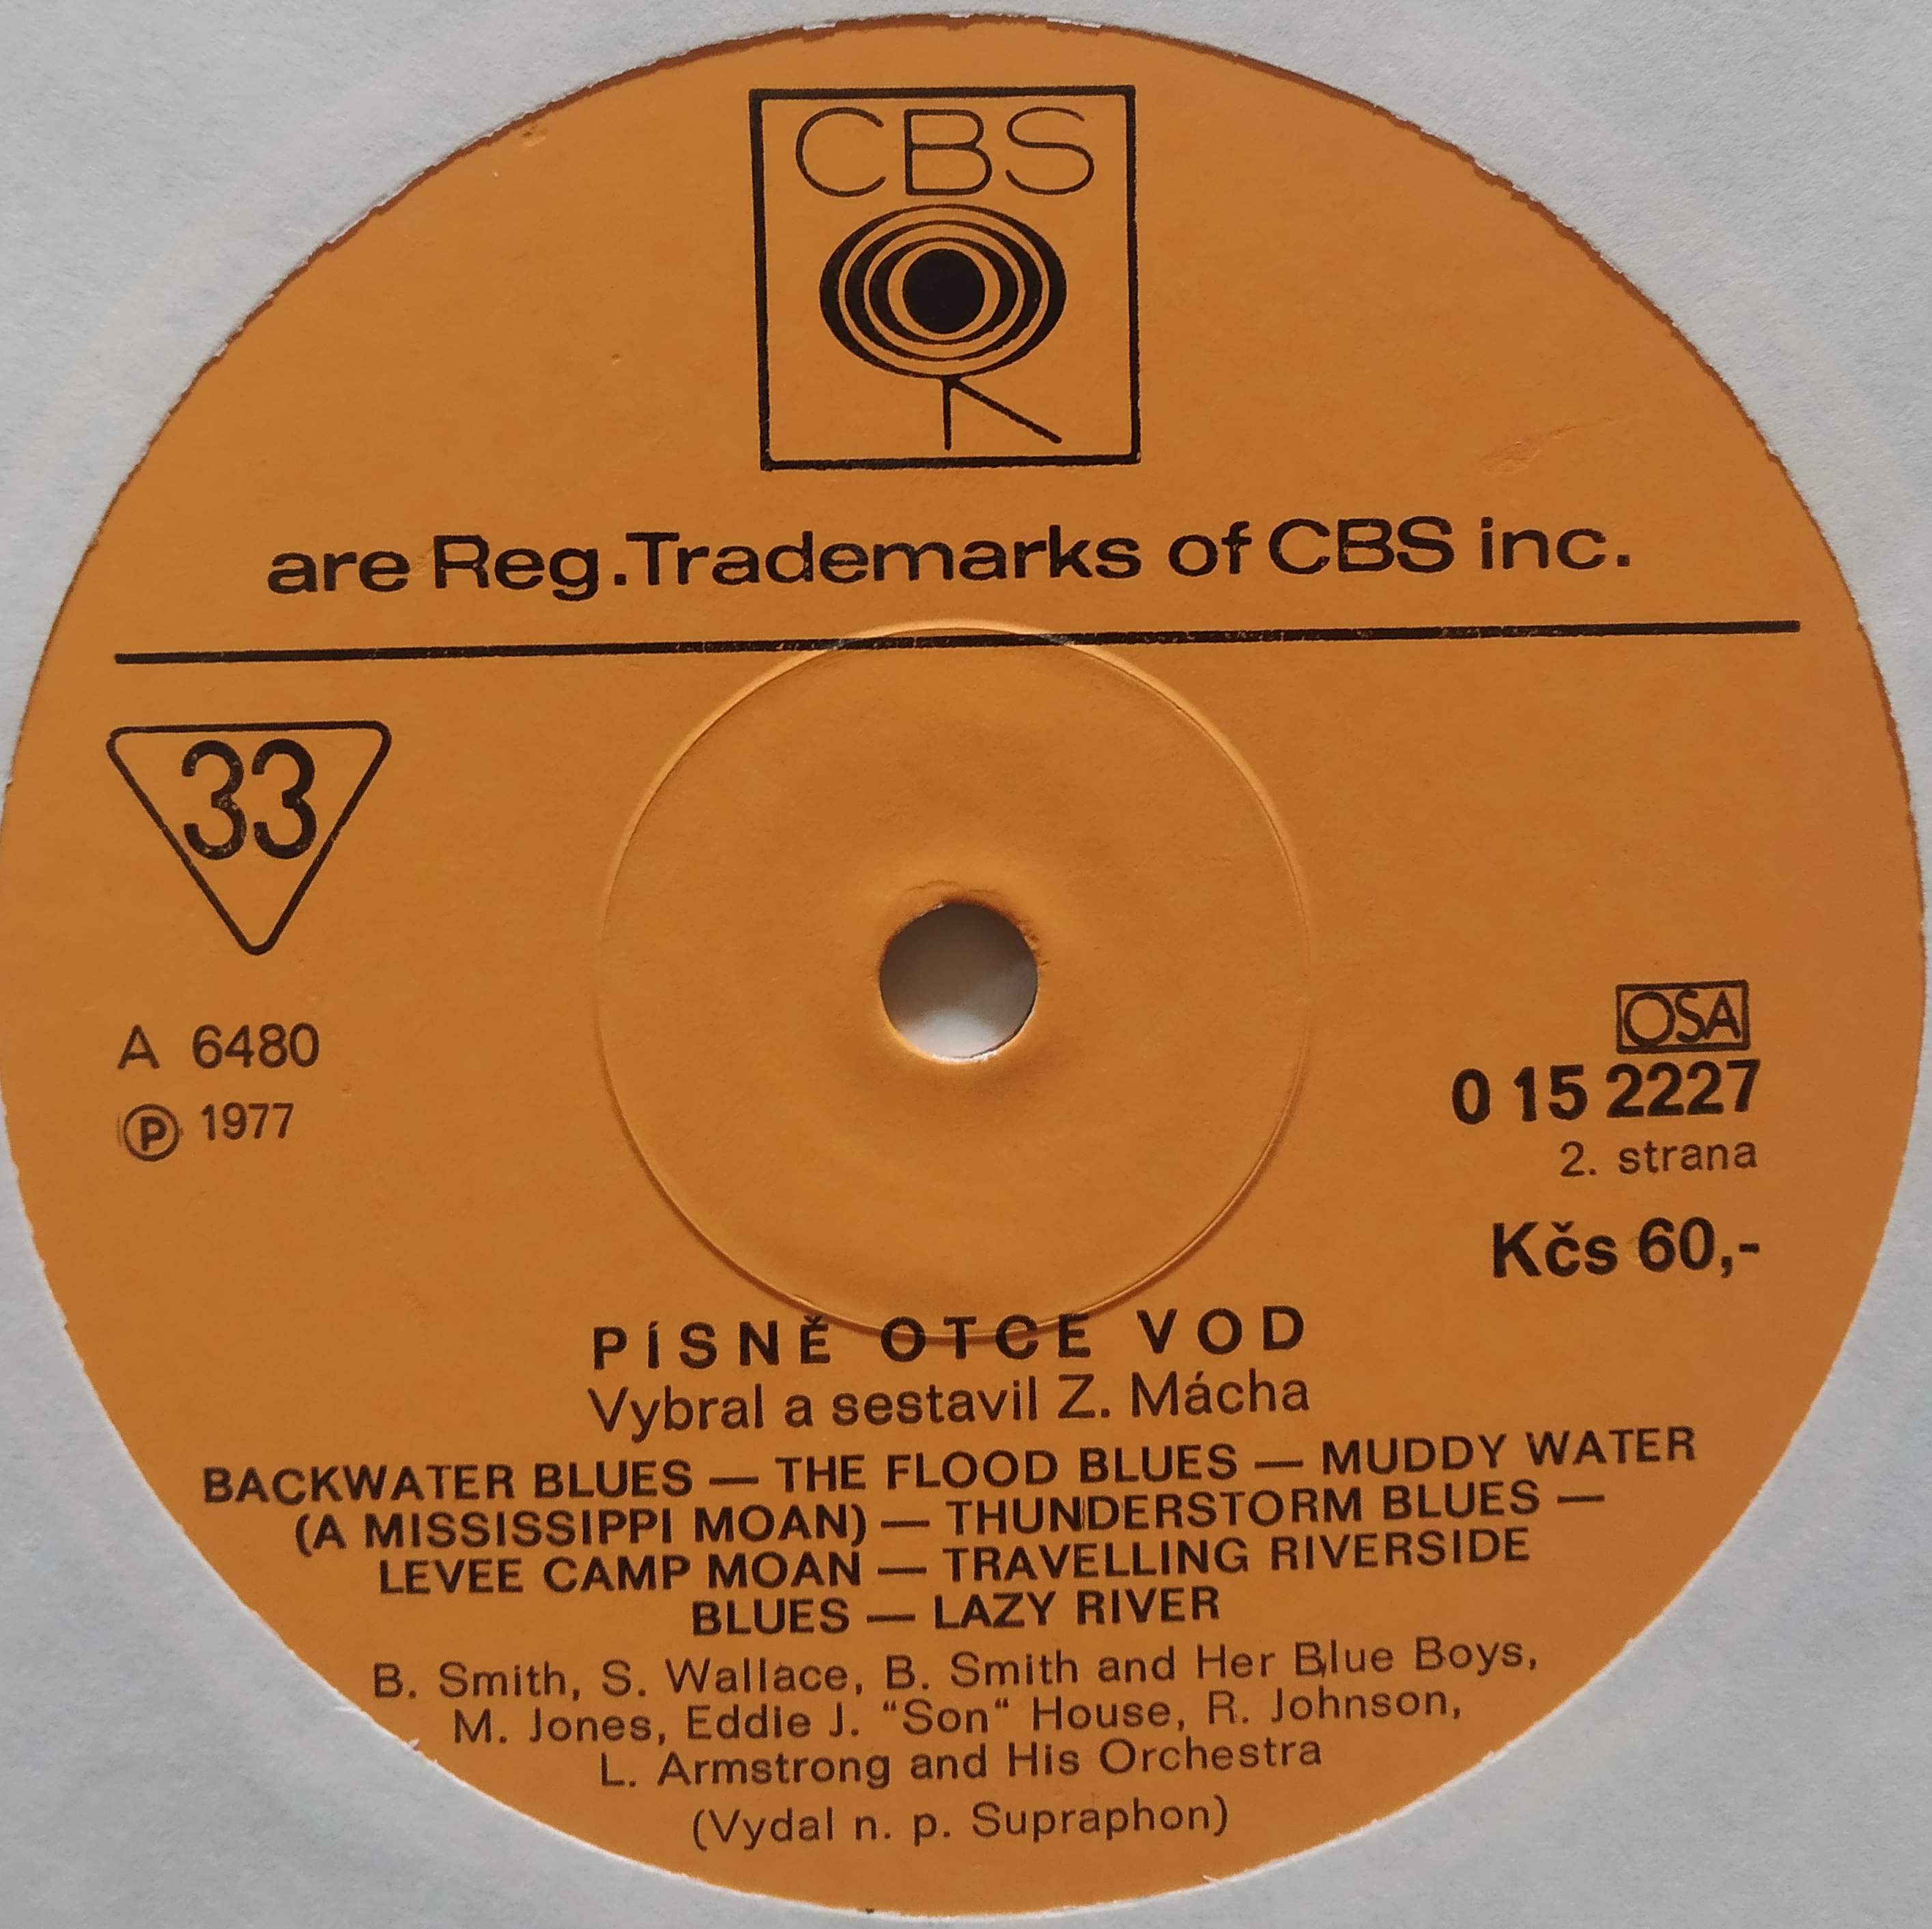 CBS
are Reg.Trademarks of CBS inc.
33
A 6480
Ⓟ 1977
OSA
0 15 2227
2. strana
Kčs 60,-
PÍSNĚ OTCE VOD
Vybral a sestavil Z. Mácha
BACKWATER BLUES — THE FLOOD BLUES — MUDDY WATER
(A MISSISSIPPI MOAN) — THUNDERSTORM BLUES —
LEVEE CAMP MOAN — TRAVELLING RIVERSIDE
BLUES — LAZY RIVER
B. Smith, S. Wallace, B. Smith and Her Blue Boys,
M. Jones, Eddie J. “Son“ House, R. Johnson,
L. Armstrong and His Orchestra
(Vydal n. p. Supraphon)